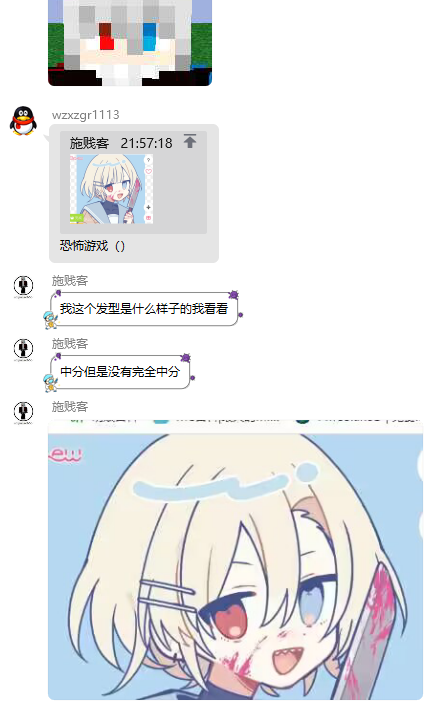 wzxzgr1113
施贱客 21:57:18
恐怖游戏（）
施贱客
我这个发型是什么样子的我看看
施贱客
中分但是没有完全中分
施贱客
ew